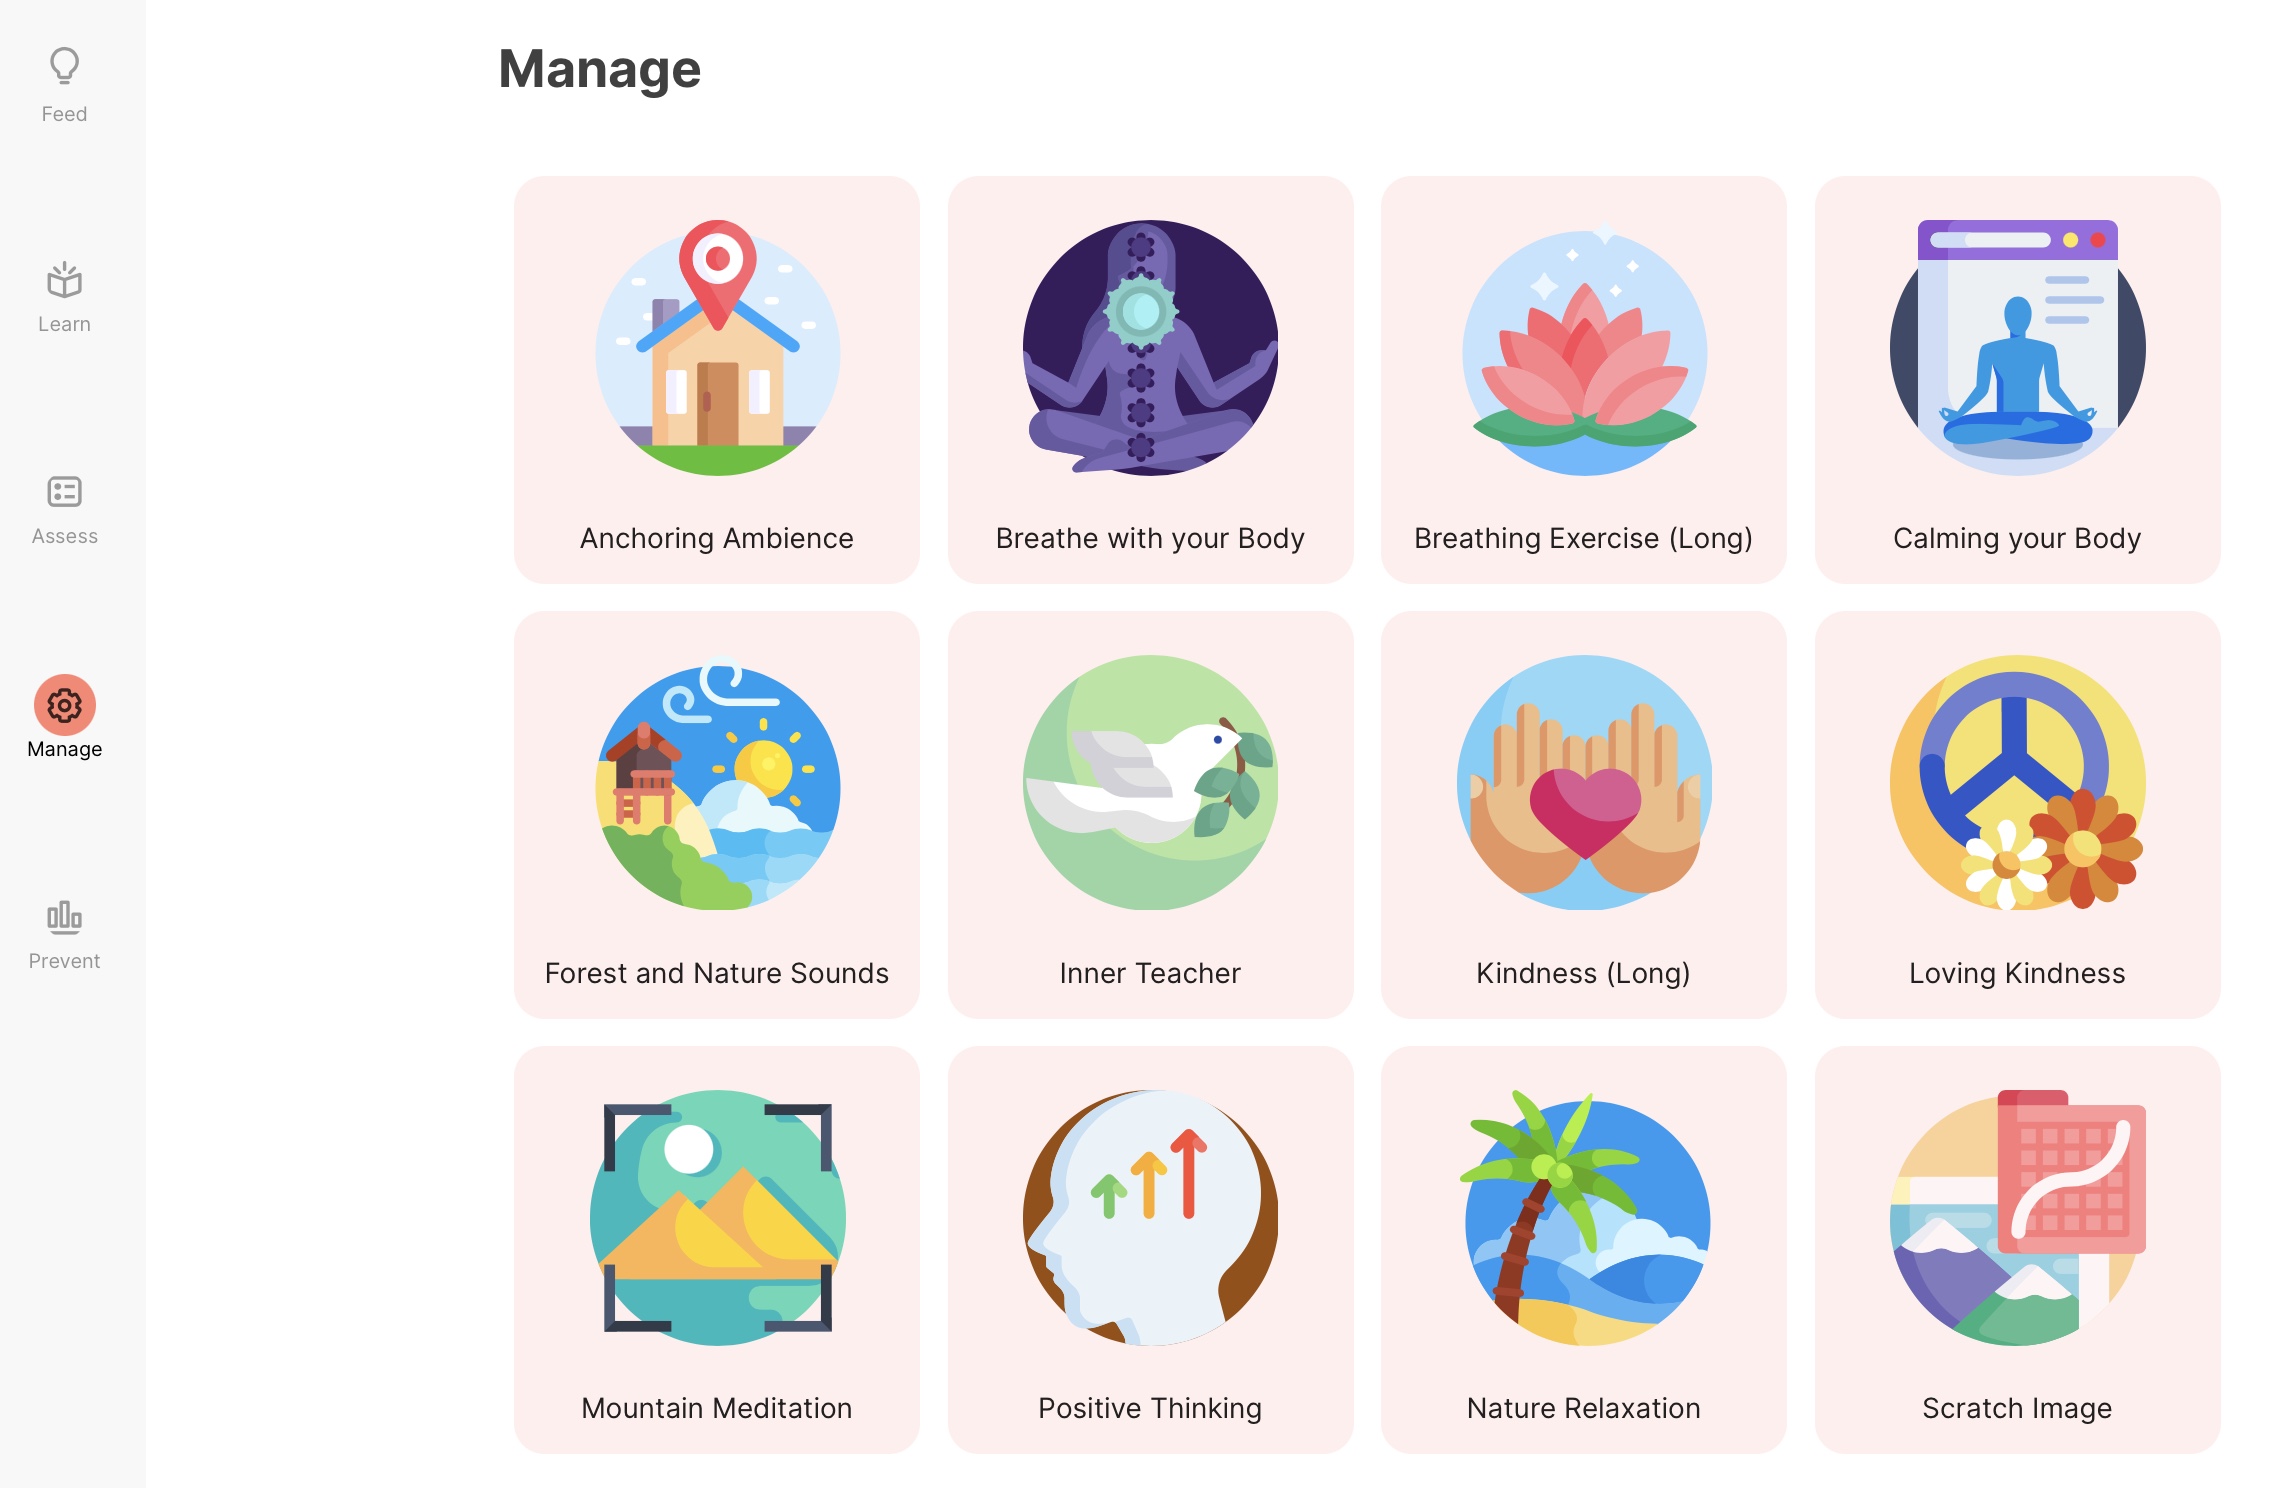 Manage
Feed
Learn
Assess
Manage
Prevent
Anchoring Ambience
Breathe with your Body
Breathing Exercise (Long)
Calming your Body
Forest and Nature Sounds
Inner Teacher
Kindness (Long)
Loving Kindness
Mountain Meditation
Positive Thinking
Nature Relaxation
Scratch Image